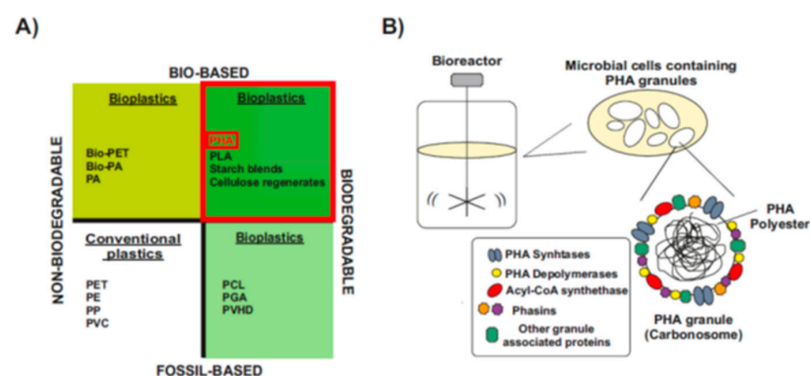 A)
BIO-BASED
NON-BIODEGRADABLE
BIODEGRADABLE
Bioplastics
Bio-PET
Bio-PA
PA
Bioplastics
PHA
PLA
Starch blends
Cellulose regenerates
Conventional
plastics
PET
PE
PP
PVC
Bioplastics
PCL
PGA
PVHD
FOSSIL-BASED
B)
Bioreactor
Microbial cells containing
PHA granules
PHA
Polyester
PHA Synhtases
PHA Depolymerases
Acyl-CoA synthethase
Phasins
Other granule
associated proteins
PHA granule
(Carbonosome)